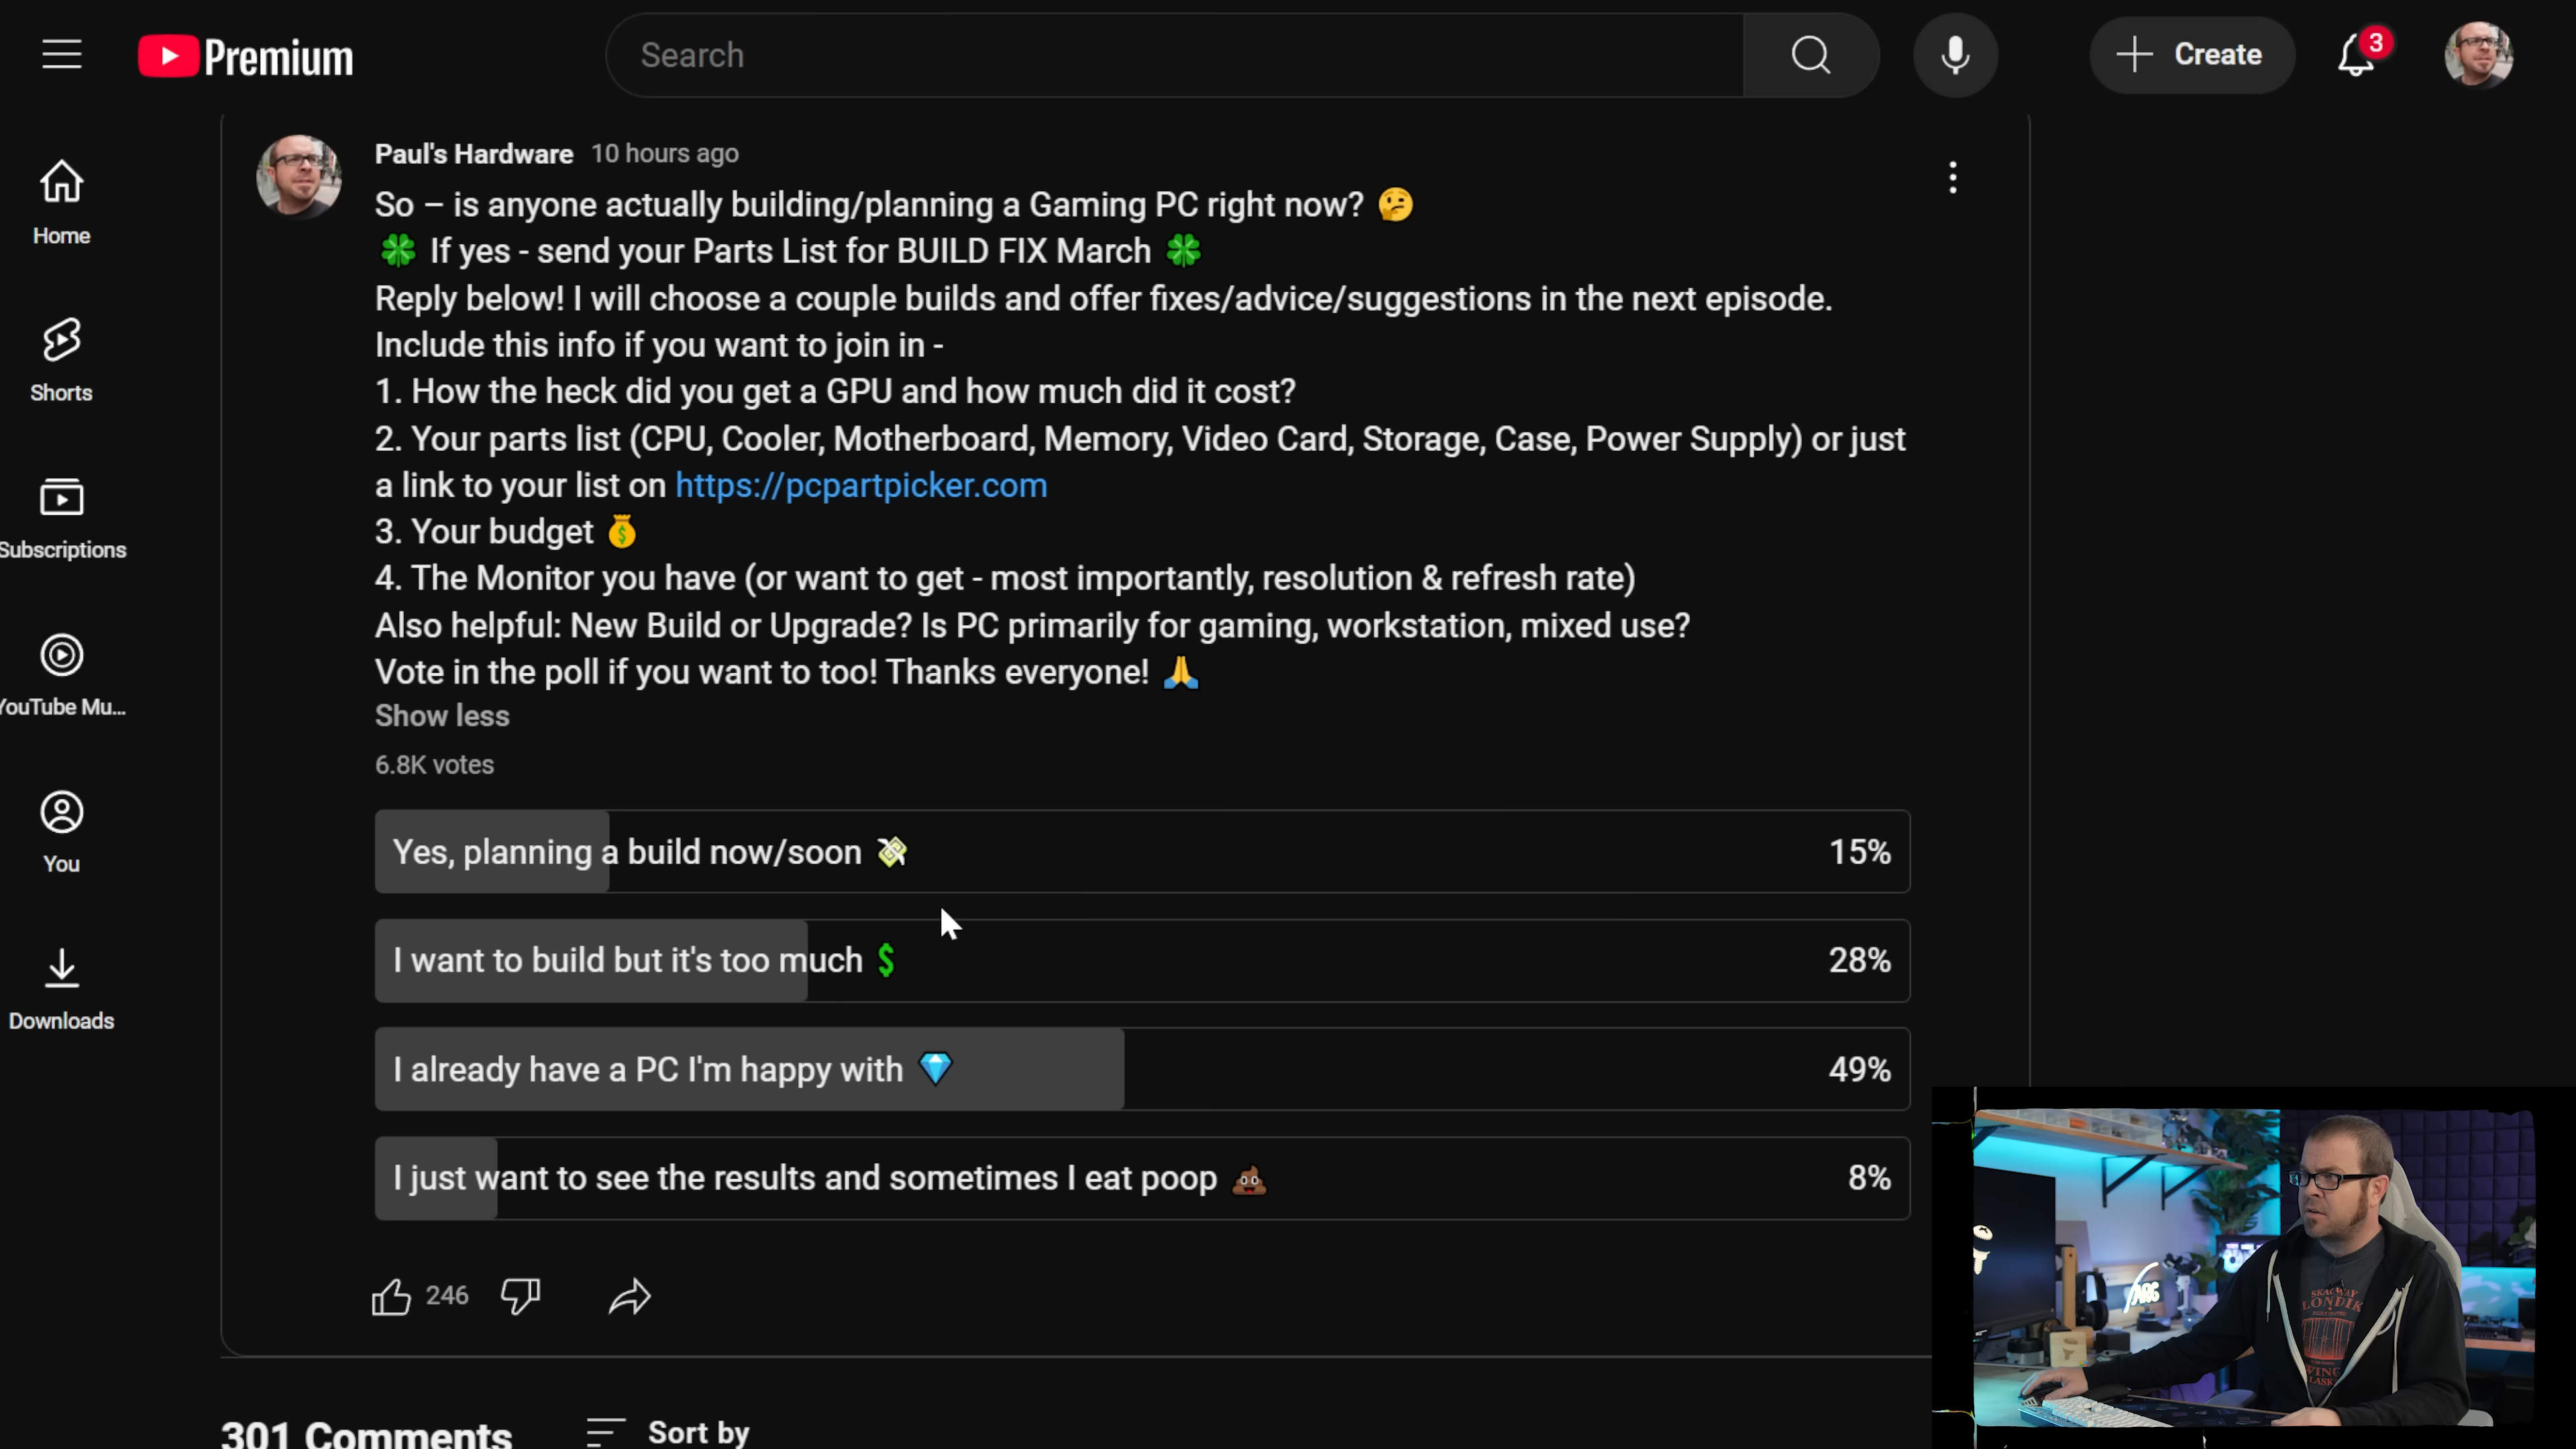 Premium
Search
Create
3
Home
Shorts
Subscriptions
YouTube Mu...
You
Downloads
Paul's Hardware 10 hours ago
So – is anyone actually building/planning a Gaming PC right now? 🤔
🍀 If yes - send your Parts List for BUILD FIX March 🍀
Reply below! I will choose a couple builds and offer fixes/advice/suggestions in the next episode.
Include this info if you want to join in -
1. How the heck did you get a GPU and how much did it cost?
2. Your parts list (CPU, Cooler, Motherboard, Memory, Video Card, Storage, Case, Power Supply) or just
a link to your list on https://pcpartpicker.com
3. Your budget 💰
4. The Monitor you have (or want to get - most importantly, resolution & refresh rate)
Also helpful: New Build or Upgrade? Is PC primarily for gaming, workstation, mixed use?
Vote in the poll if you want to too! Thanks everyone! 🙏
Show less
6.8K votes
Yes, planning a build now/soon 💸 15%
I want to build but it's too much 💲 28%
I already have a PC I'm happy with 💎 49%
I just want to see the results and sometimes I eat poop 💩 8%
246
301 Comments
Sort by